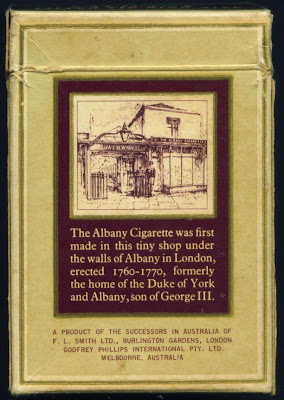 ALBANY
The Albany Cigarette was first
made in this tiny shop under
the walls of Albany in London,
erected 1760-1770, formerly
the home of the Duke of York
and Albany, son of George III.
A PRODUCT OF THE SUCCESSORS IN AUSTRALIA OF
F. L. SMITH LTD., BURLINGTON GARDENS, LONDON
GODFREY PHILLIPS INTERNATIONAL PTY. LTD.
MELBOURNE, AUSTRALIA